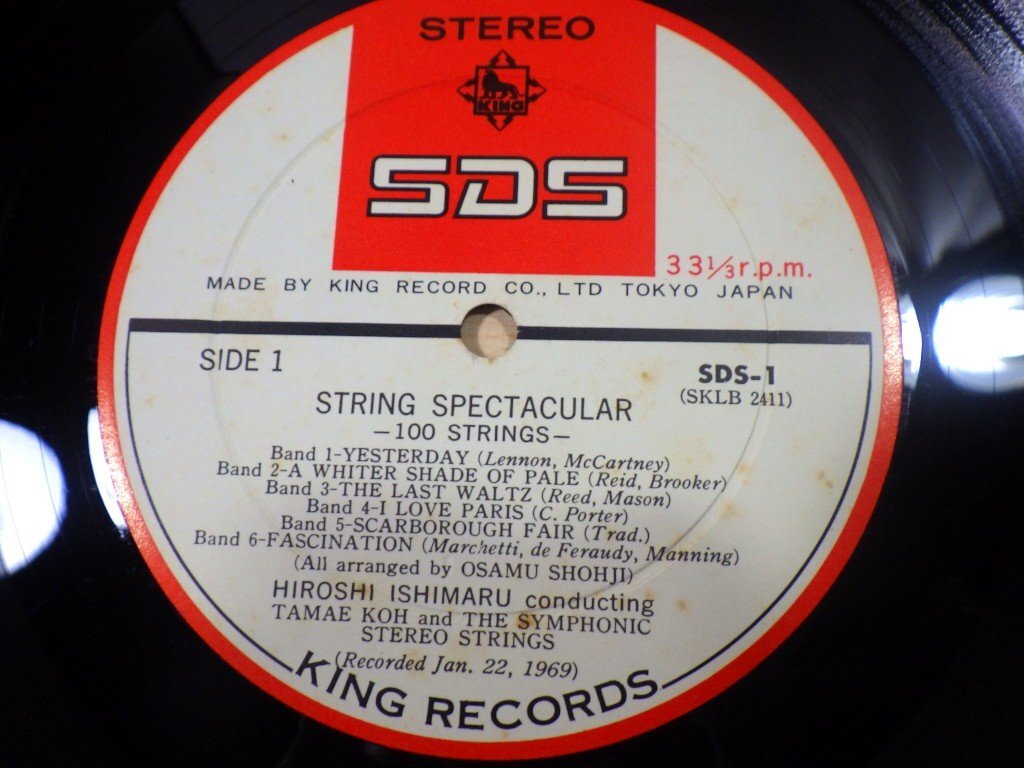 STEREO
KING
SDS
33⅓r.p.m.
MADE BY KING RECORD CO., LTD TOKYO JAPAN
SIDE 1
SDS-1
(SKLB 2411)
STRING SPECTACULAR
—100 STRINGS—
Band 1-YESTERDAY (Lennon, McCartney)
Band 2-A WHITER SHADE OF PALE (Reid, Brooker)
Band 3-THE LAST WALTZ (Reed, Mason)
Band 4-I LOVE PARIS (C. Porter)
Band 5-SCARBOROUGH FAIR (Trad.)
Band 6-FASCINATION (Marchetti, de Feraudy, Manning)
(All arranged by OSAMU SHOHJI)
HIROSHI ISHIMARU conducting
TAMAE KOH and THE SYMPHONIC
STEREO STRINGS
(Recorded Jan. 22, 1969)
KING RECORDS